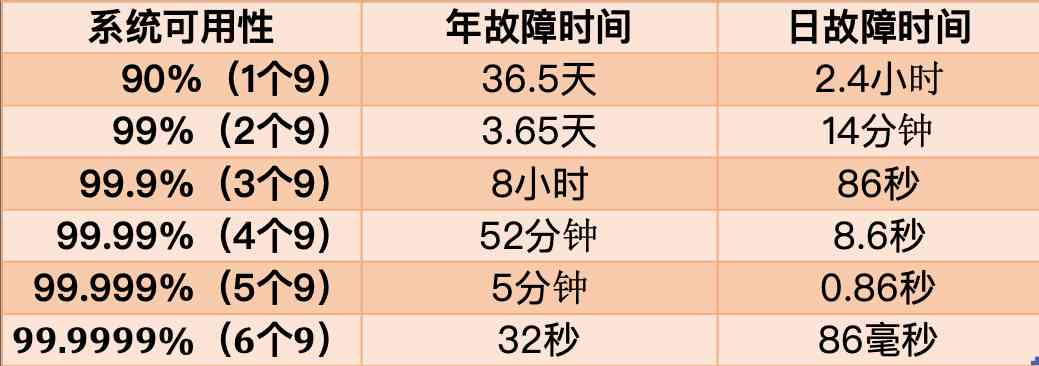 系统可用性 年故障时间 日故障时间
90%（1个9） 36.5天 2.4小时
99%（2个9） 3.65天 14分钟
99.9%（3个9） 8小时 86秒
99.99%（4个9） 52分钟 8.6秒
99.999%（5个9） 5分钟 0.86秒
99.9999%（6个9） 32秒 86毫秒